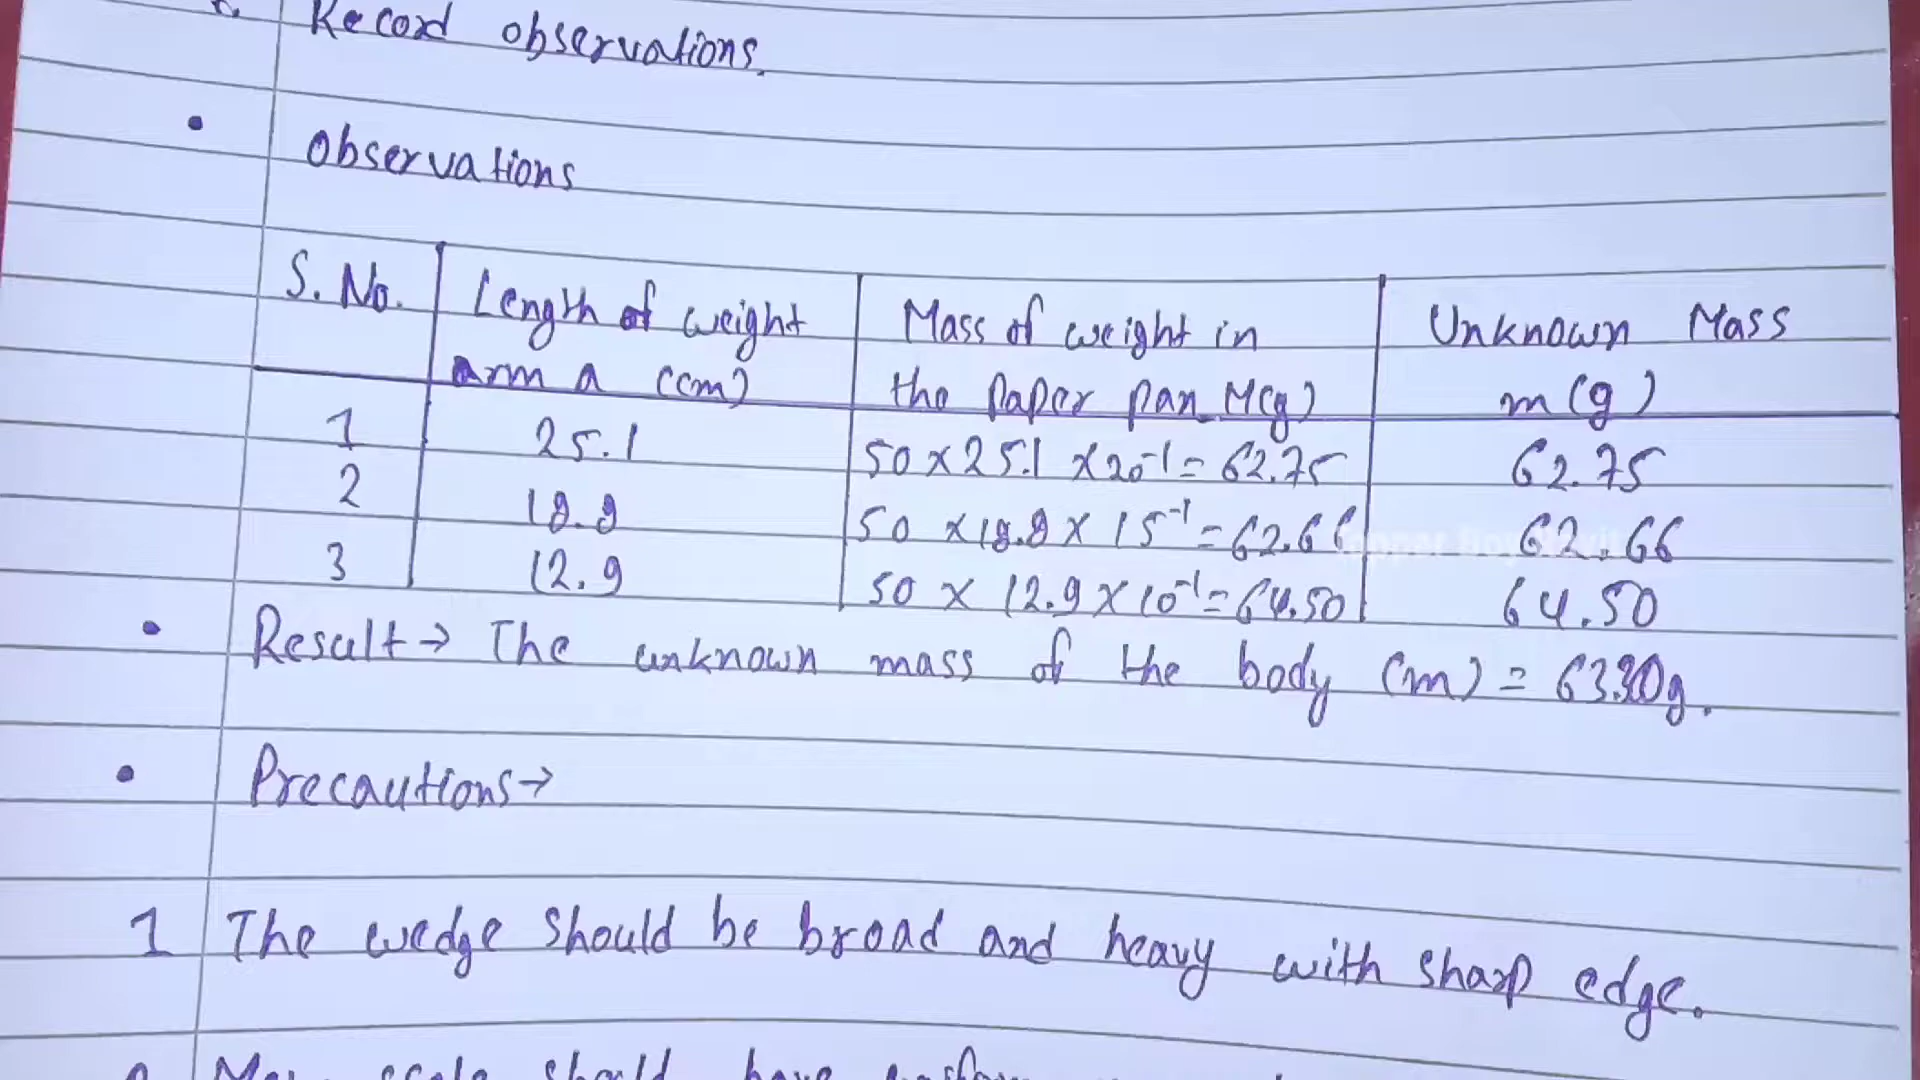 Record observations.
• Observations
S. No. Length of weight arm a (cm) Mass of weight in the paper pan M(g) Unknown Mass m (g)
1 25.1 50 x 25.1 x 20⁻¹ = 62.75 62.75
2 18.8 50 x 18.8 x 15⁻¹ = 62.66 62.66
3 12.9 50 x 12.9 x 10⁻¹ = 64.50 64.50
• Result → The unknown mass of the body (m) = 63.30g.
• Precautions →
1 The wedge should be broad and heavy with sharp edge.
scale should have